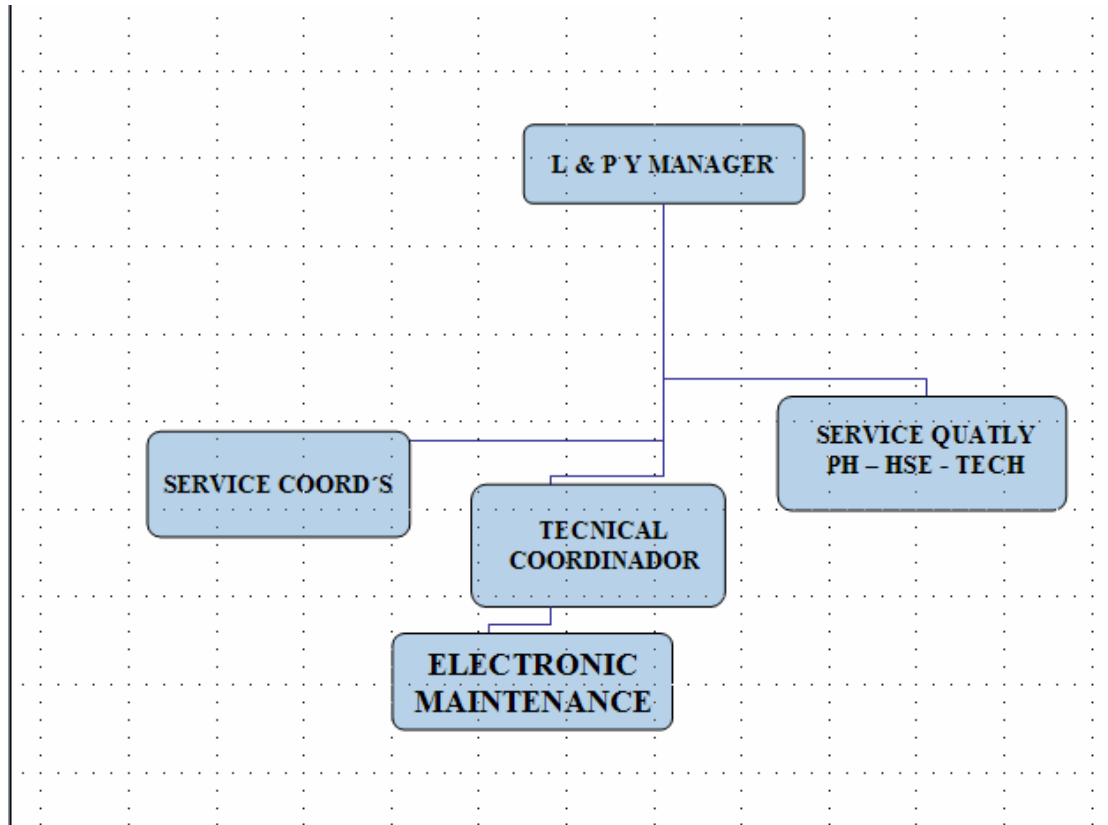 L & P Y MANAGER
SERVICE QUATLY
PH – HSE - TECH
SERVICE COORD´S
TECNICAL
COORDINADOR
ELECTRONIC
MAINTENANCE